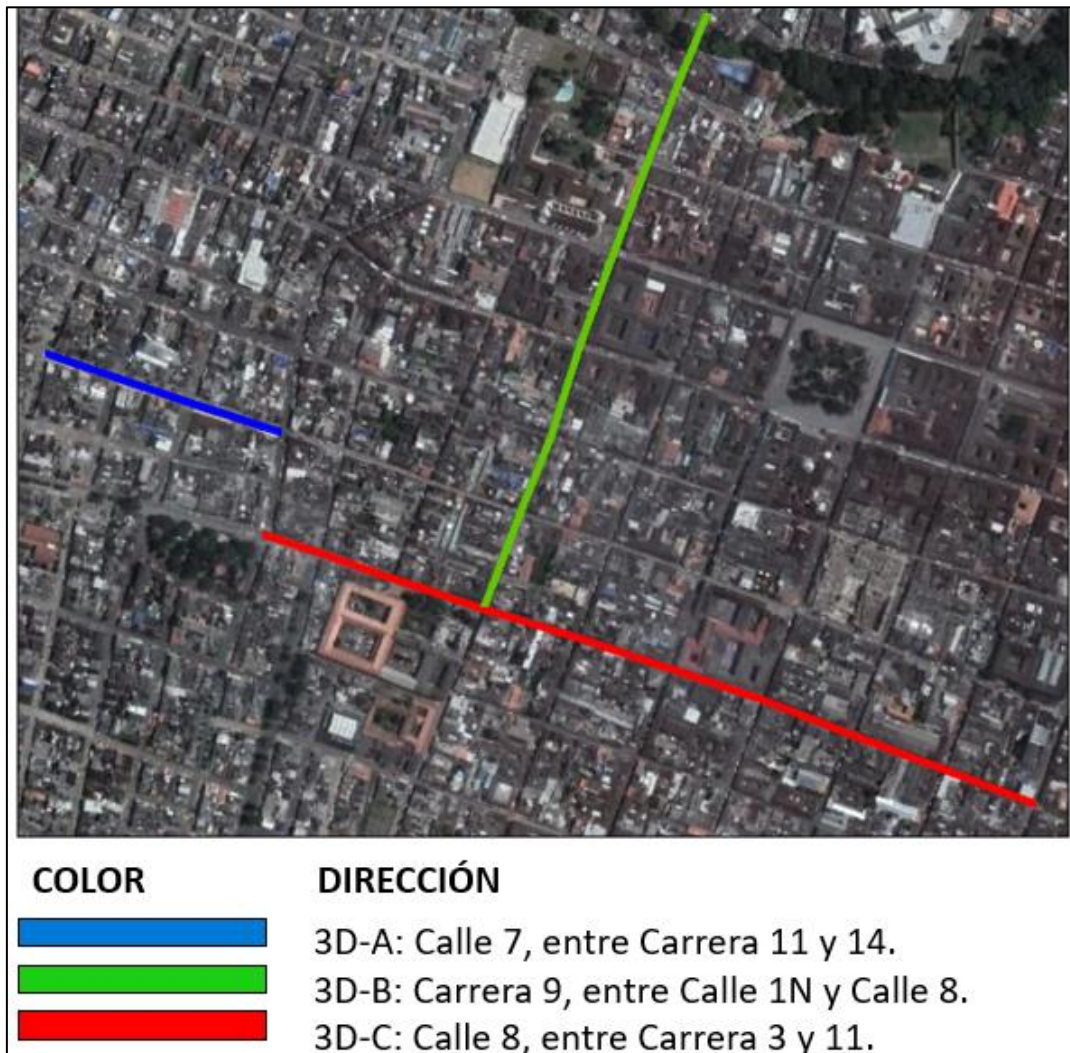 COLOR DIRECCIÓN
3D-A: Calle 7, entre Carrera 11 y 14.
3D-B: Carrera 9, entre Calle 1N y Calle 8.
3D-C: Calle 8, entre Carrera 3 y 11.